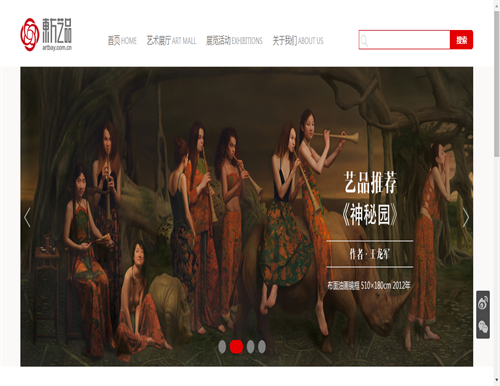 東方艺品
artbay.com.cn
首页 HOME
艺术展厅 ART MALL
展览活动 EXHIBITIONS
关于我们 ABOUT US
搜索
艺品推荐
《神秘园》
作者·王龙军
布面油画编框 510×180cm 2012年